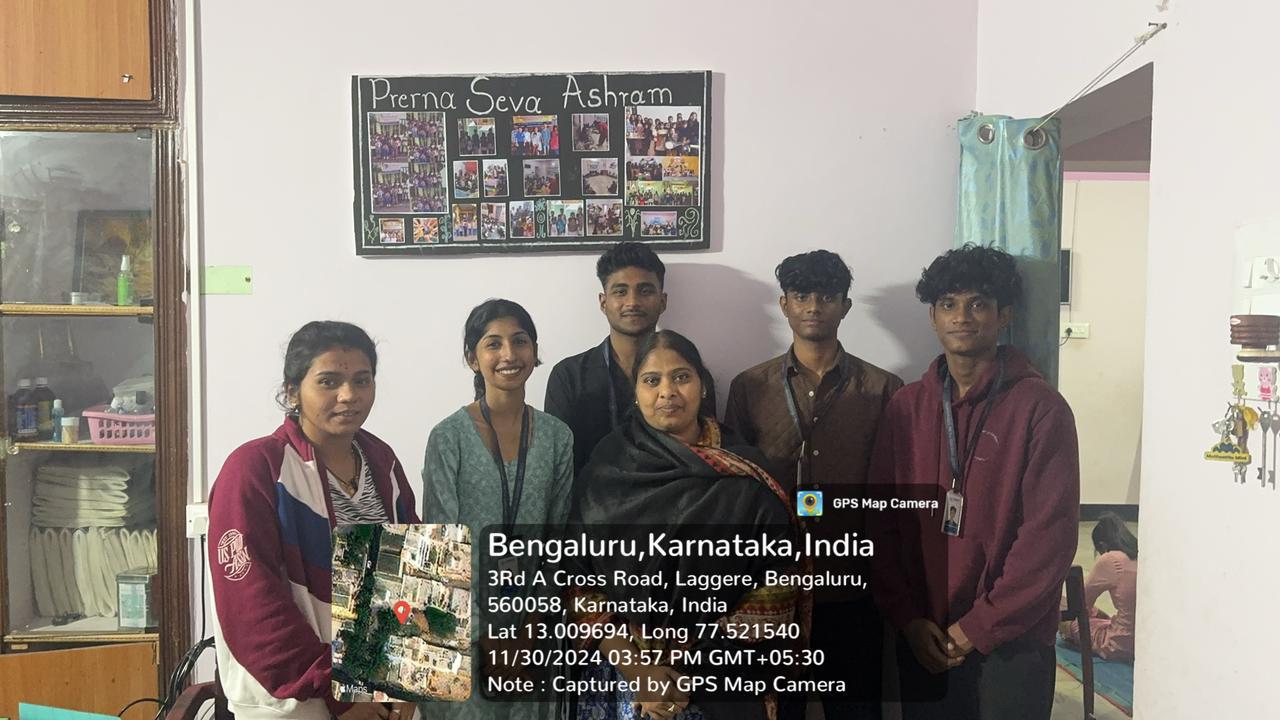 Prerna Seva Ashram
GPS Map Camera
Bengaluru,Karnataka,India
3Rd A Cross Road, Laggere, Bengaluru,
560058, Karnataka, India
Lat 13.009694, Long 77.521540
11/30/2024 03:57 PM GMT+05:30
Note : Captured by GPS Map Camera
Maps